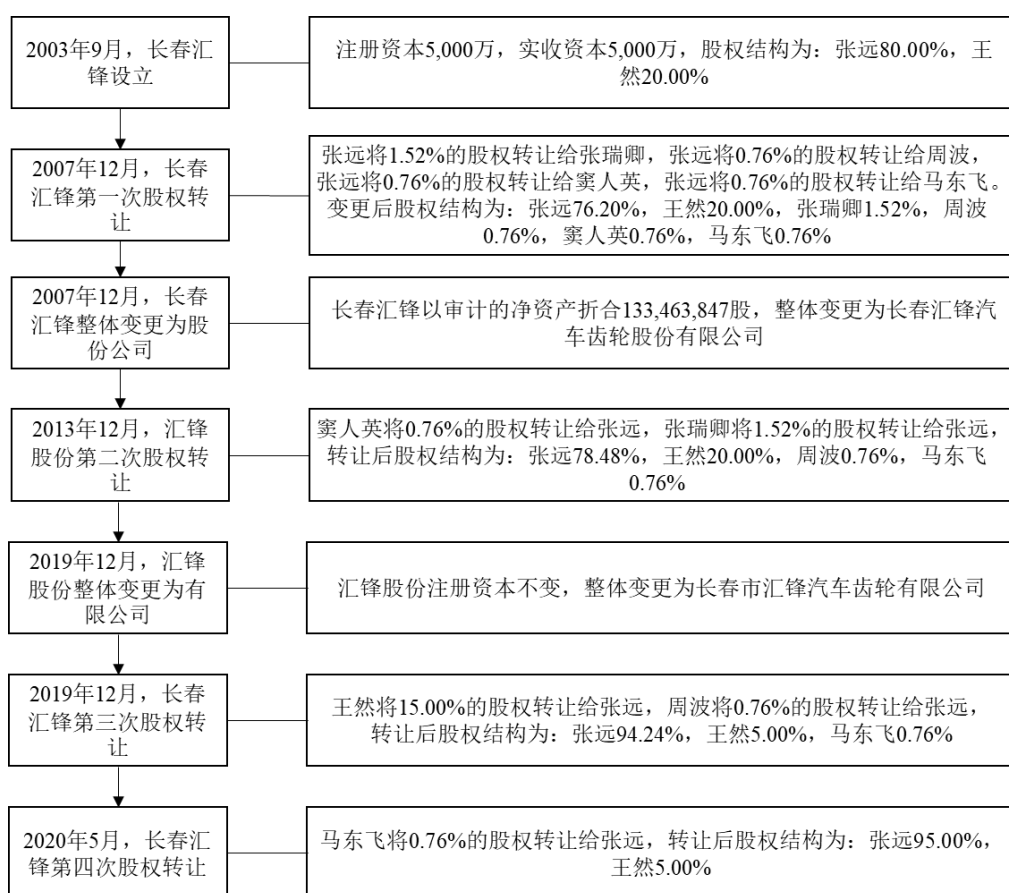 2003年9月，长春汇
锋设立
注册资本5,000万，实收资本5,000万，股权结构为：张远80.00%，王
然20.00%
2007年12月，长春
汇锋第一次股权转
让
张远将1.52%的股权转让给张瑞卿，张远将0.76%的股权转让给周波，
张远将0.76%的股权转让给窦人英，张远将0.76%的股权转让给马东飞。
变更后股权结构为：张远76.20%，王然20.00%，张瑞卿1.52%，周波
0.76%，窦人英0.76%，马东飞0.76%
2007年12月，长春
汇锋整体变更为股
份公司
长春汇锋以审计的净资产折合133,463,847股，整体变更为长春汇锋汽
车齿轮股份有限公司
2013年12月，汇锋
股份第二次股权转
让
窦人英将0.76%的股权转让给张远，张瑞卿将1.52%的股权转让给张远，
转让后股权结构为：张远78.48%，王然20.00%，周波0.76%，马东飞
0.76%
2019年12月，汇锋
股份整体变更为有
限公司
汇锋股份注册资本不变，整体变更为长春市汇锋汽车齿轮有限公司
2019年12月，长春
汇锋第三次股权转
让
王然将15.00%的股权转让给张远，周波将0.76%的股权转让给张远，
转让后股权结构为：张远94.24%，王然5.00%，马东飞0.76%
2020年5月，长春汇
锋第四次股权转让
马东飞将0.76%的股权转让给张远，转让后股权结构为：张远95.00%，
王然5.00%